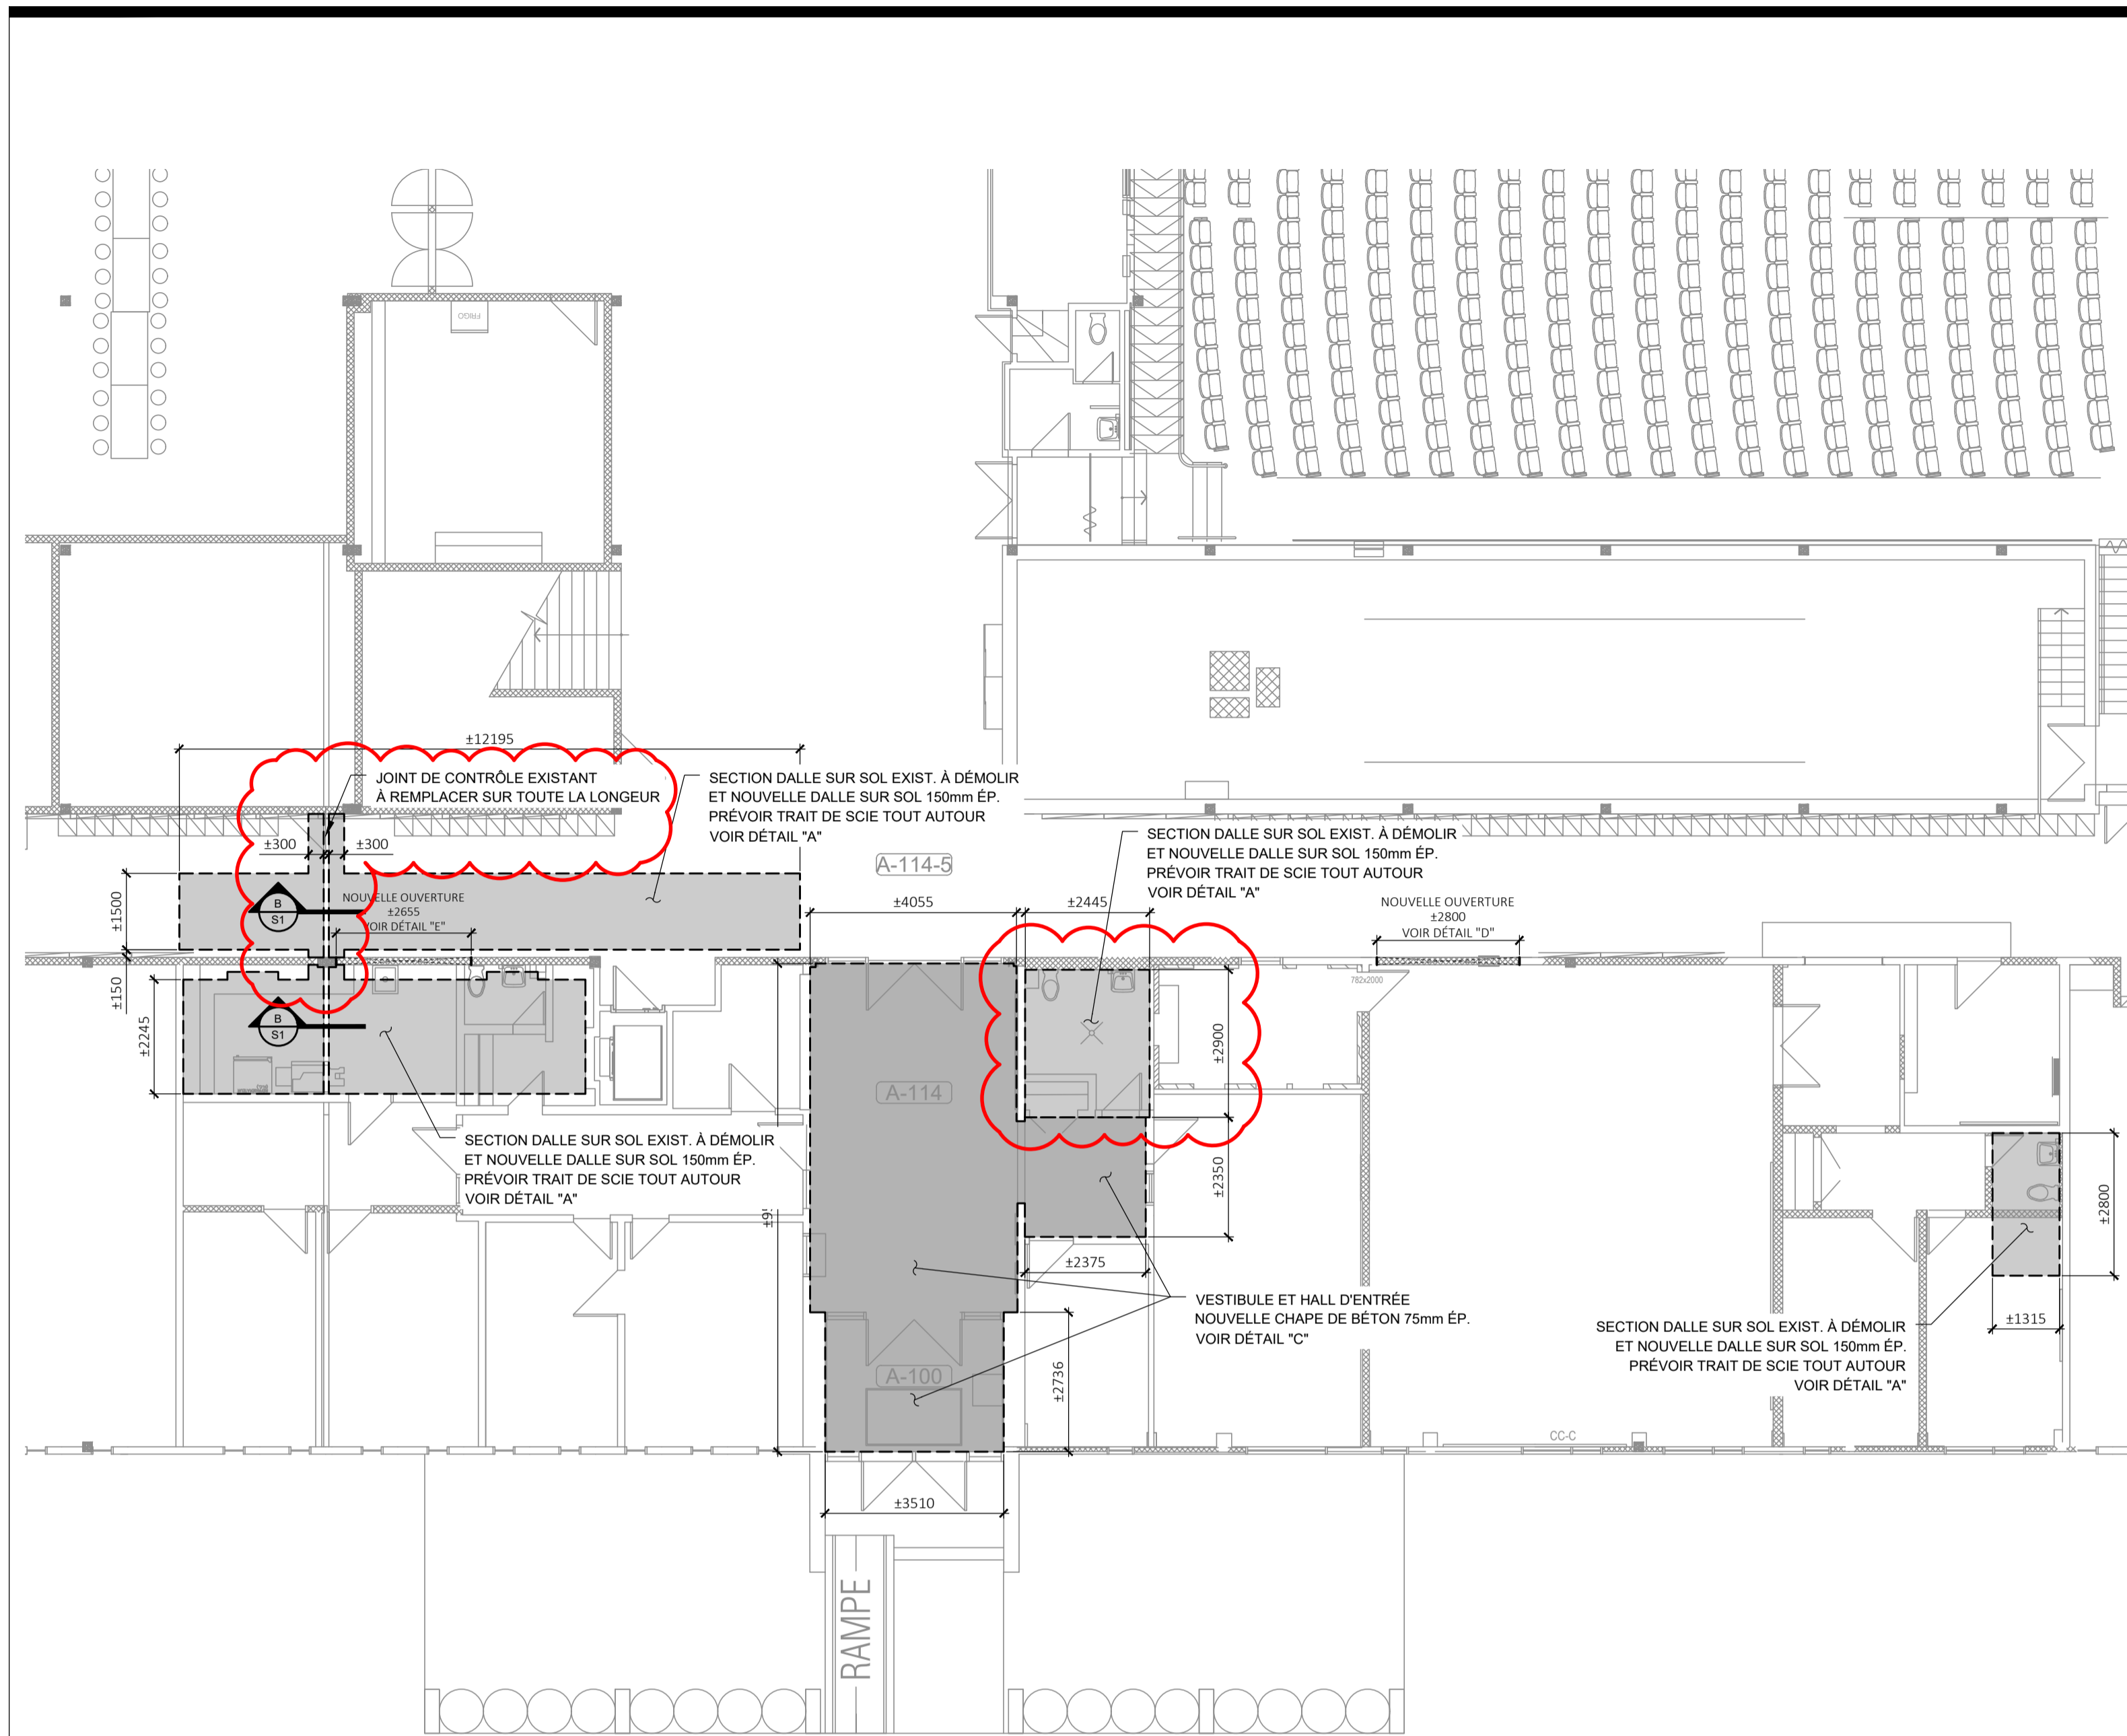 FRIGO
±12195
JOINT DE CONTRÔLE EXISTANT
À REMPLACER SUR TOUTE LA LONGEUR
SECTION DALLE SUR SOL EXIST. À DÉMOLIR
ET NOUVELLE DALLE SUR SOL 150mm ÉP.
PRÉVOIR TRAIT DE SCIE TOUT AUTOUR
VOIR DÉTAIL "A"
SECTION DALLE SUR SOL EXIST. À DÉMOLIR
ET NOUVELLE DALLE SUR SOL 150mm ÉP.
PRÉVOIR TRAIT DE SCIE TOUT AUTOUR
VOIR DÉTAIL "A"
±300
±300
A-114-5
±1500
B
S1
NOUVELLE OUVERTURE
±2655
VOIR DÉTAIL "E"
±4055
±2445
NOUVELLE OUVERTURE
±2800
VOIR DÉTAIL "D"
782x2000
±150
±2245
B
S1
±2900
A-114
SECTION DALLE SUR SOL EXIST. À DÉMOLIR
ET NOUVELLE DALLE SUR SOL 150mm ÉP.
PRÉVOIR TRAIT DE SCIE TOUT AUTOUR
VOIR DÉTAIL "A"
±2350
±2800
±2375
VESTIBULE ET HALL D'ENTRÉE
NOUVELLE CHAPE DE BÉTON 75mm ÉP.
VOIR DÉTAIL "C"
±1315
SECTION DALLE SUR SOL EXIST. À DÉMOLIR
ET NOUVELLE DALLE SUR SOL 150mm ÉP.
PRÉVOIR TRAIT DE SCIE TOUT AUTOUR
VOIR DÉTAIL "A"
A-100
±2736
CC-C
±3510
RAMPE